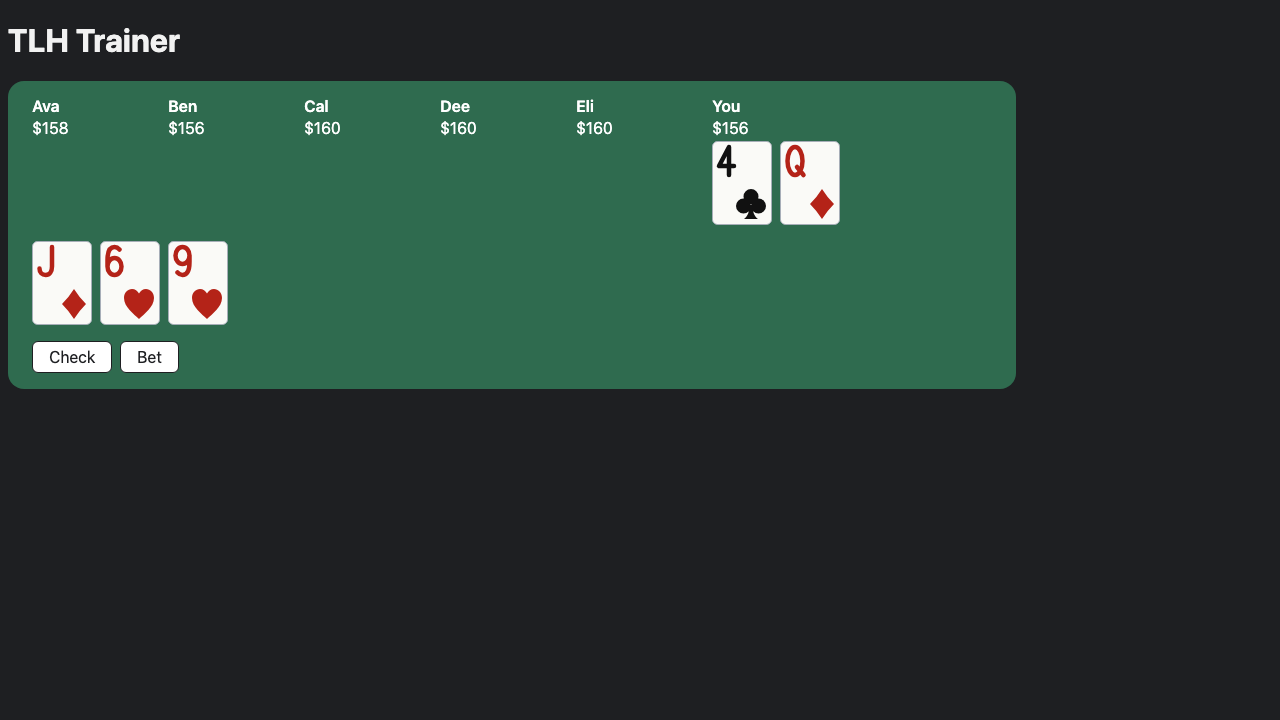 TLH Trainer
Ava Ben Cal Dee Eli You
$158 $156 $160 $160 $160 $156
4 Q
J 6 9
Check Bet